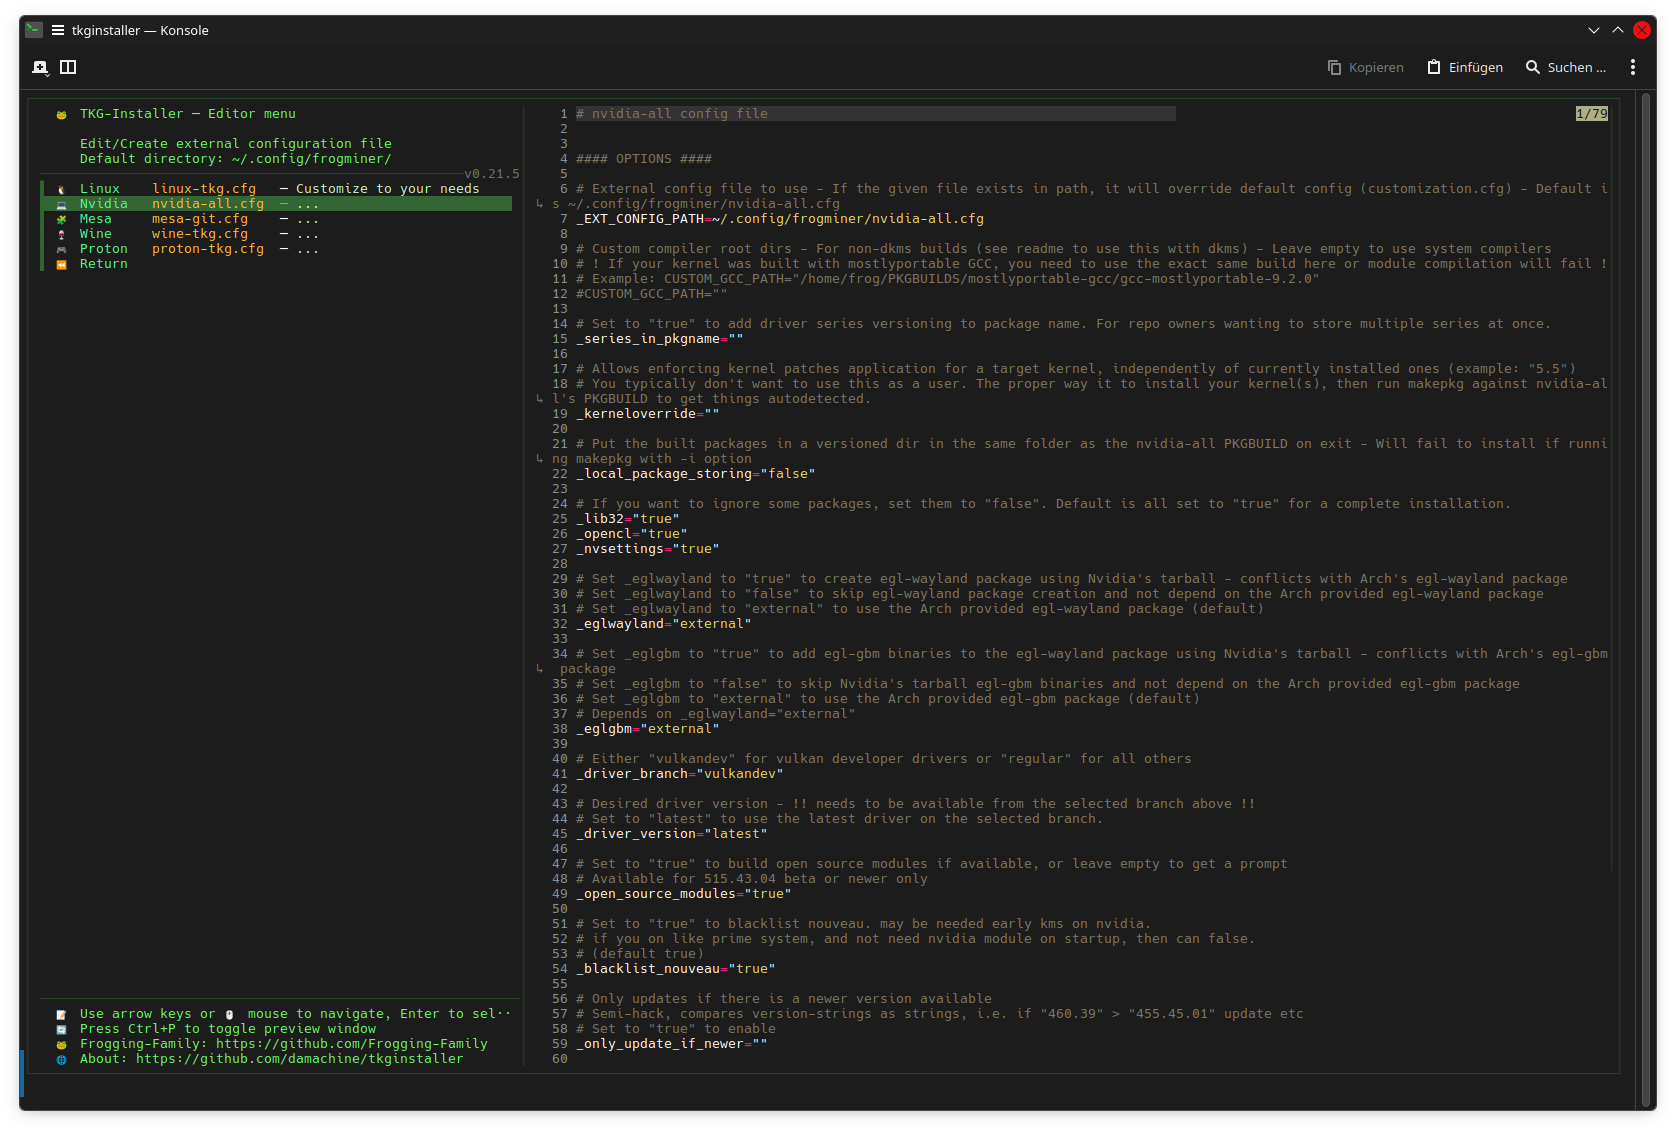 tkginstaller — Konsole
Kopieren
Einfügen
Suchen ...
TKG-Installer — Editor menu
Edit/Create external configuration file
Default directory: ~/.config/frogminer/
v0.21.5
Linux linux-tkg.cfg — Customize to your needs
Nvidia nvidia-all.cfg — ...
Mesa mesa-git.cfg — ...
Wine wine-tkg.cfg — ...
Proton proton-tkg.cfg — ...
Return
Use arrow keys or mouse to navigate, Enter to sel··
Press Ctrl+P to toggle preview window
Frogging-Family: https://github.com/Frogging-Family
About: https://github.com/damachine/tkginstaller
1/79
1 # nvidia-all config file
2
3
4 #### OPTIONS ####
5
6 # External config file to use - If the given file exists in path, it will override default config (customization.cfg) - Default i
↳ s ~/.config/frogminer/nvidia-all.cfg
7 _EXT_CONFIG_PATH=~/.config/frogminer/nvidia-all.cfg
8
9 # Custom compiler root dirs - For non-dkms builds (see readme to use this with dkms) - Leave empty to use system compilers
10 # ! If your kernel was built with mostlyportable GCC, you need to use the exact same build here or module compilation will fail !
11 # Example: CUSTOM_GCC_PATH="/home/frog/PKGBUILDS/mostlyportable-gcc/gcc-mostlyportable-9.2.0"
12 #CUSTOM_GCC_PATH=""
13
14 # Set to "true" to add driver series versioning to package name. For repo owners wanting to store multiple series at once.
15 _series_in_pkgname=""
16
17 # Allows enforcing kernel patches application for a target kernel, independently of currently installed ones (example: "5.5")
18 # You typically don't want to use this as a user. The proper way it to install your kernel(s), then run makepkg against nvidia-al
↳ l's PKGBUILD to get things autodetected.
19 _kerneloverride=""
20
21 # Put the built packages in a versioned dir in the same folder as the nvidia-all PKGBUILD on exit - Will fail to install if runni
↳ ng makepkg with -i option
22 _local_package_storing="false"
23
24 # If you want to ignore some packages, set them to "false". Default is all set to "true" for a complete installation.
25 _lib32="true"
26 _opencl="true"
27 _nvsettings="true"
28
29 # Set _eglwayland to "true" to create egl-wayland package using Nvidia's tarball - conflicts with Arch's egl-wayland package
30 # Set _eglwayland to "false" to skip egl-wayland package creation and not depend on the Arch provided egl-wayland package
31 # Set _eglwayland to "external" to use the Arch provided egl-wayland package (default)
32 _eglwayland="external"
33
34 # Set _eglgbm to "true" to add egl-gbm binaries to the egl-wayland package using Nvidia's tarball - conflicts with Arch's egl-gbm
↳ package
35 # Set _eglgbm to "false" to skip Nvidia's tarball egl-gbm binaries and not depend on the Arch provided egl-gbm package
36 # Set _eglgbm to "external" to use the Arch provided egl-gbm package (default)
37 # Depends on _eglwayland="external"
38 _eglgbm="external"
39
40 # Either "vulkandev" for vulkan developer drivers or "regular" for all others
41 _driver_branch="vulkandev"
42
43 # Desired driver version - !! needs to be available from the selected branch above !!
44 # Set to "latest" to use the latest driver on the selected branch.
45 _driver_version="latest"
46
47 # Set to "true" to build open source modules if available, or leave empty to get a prompt
48 # Available for 515.43.04 beta or newer only
49 _open_source_modules="true"
50
51 # Set to "true" to blacklist nouveau. may be needed early kms on nvidia.
52 # if you on like prime system, and not need nvidia module on startup, then can false.
53 # (default true)
54 _blacklist_nouveau="true"
55
56 # Only updates if there is a newer version available
57 # Semi-hack, compares version-strings as strings, i.e. if "460.39" > "455.45.01" update etc
58 # Set to "true" to enable
59 _only_update_if_newer=""
60